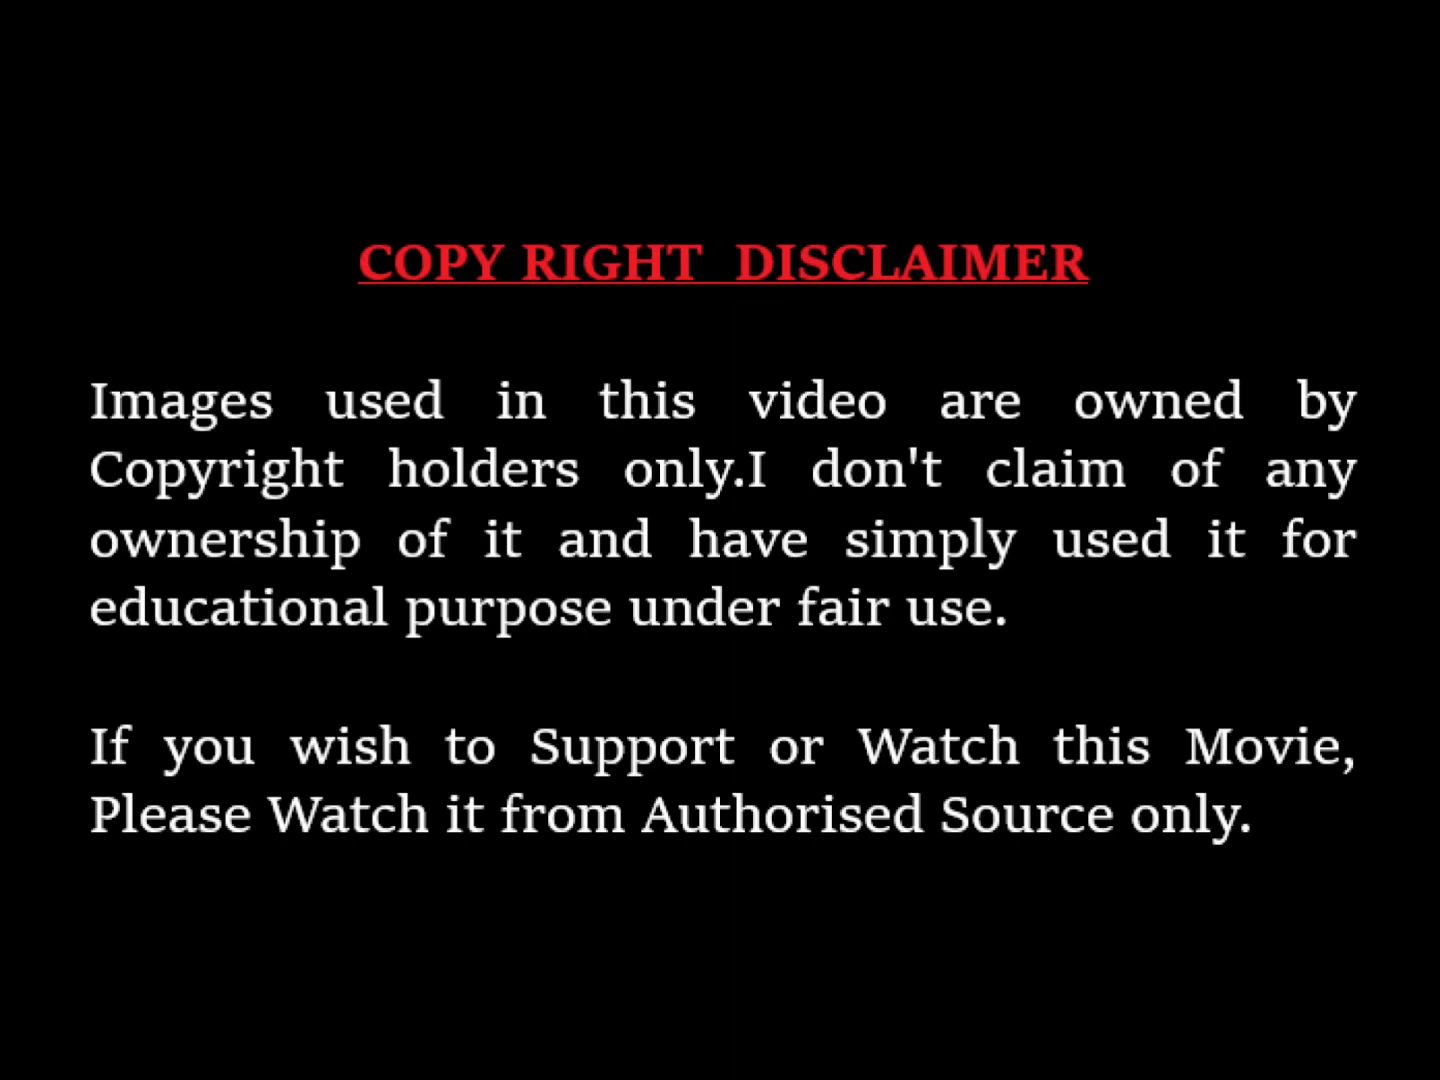 COPY RIGHT  DISCLAIMER
Images used in this video are owned by
Copyright holders only.I don't claim of any
ownership of it and have simply used it for
educational purpose under fair use.
If you wish to Support or Watch this Movie,
Please Watch it from Authorised Source only.